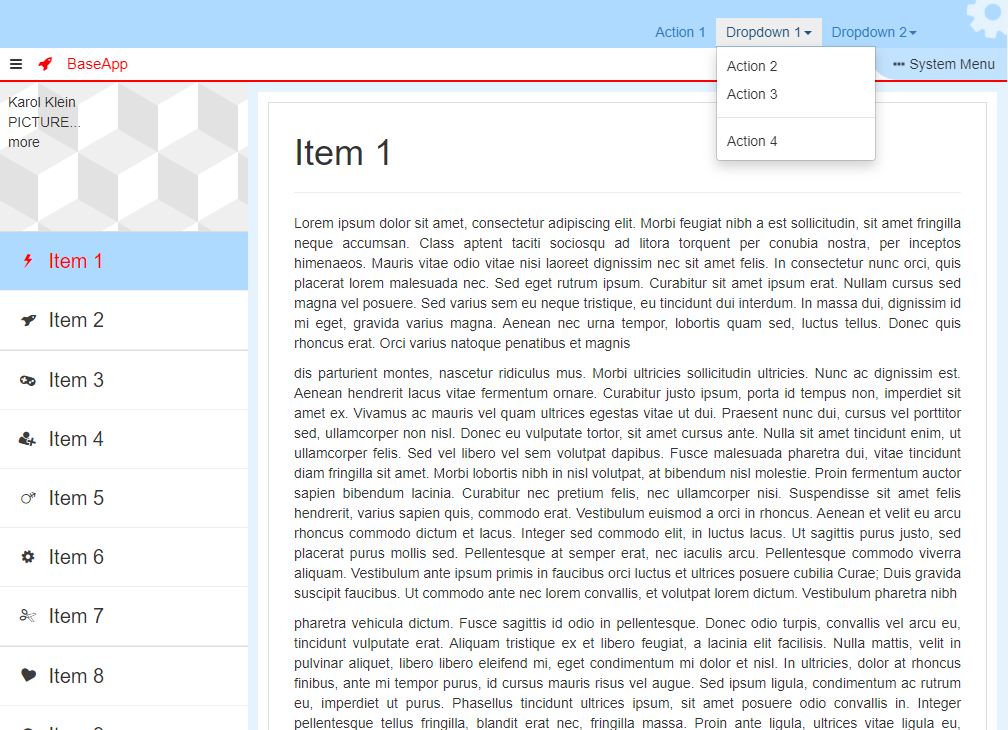 Action 1 Dropdown 1 Dropdown 2
BaseApp
System Menu
Action 2
Action 3
Action 4
Karol Klein
PICTURE...
more
Item 1
Item 2
Item 3
Item 4
Item 5
Item 6
Item 7
Item 8
Item 1
Lorem ipsum dolor sit amet, consectetur adipiscing elit. Morbi feugiat nibh a est sollicitudin, sit amet fringilla
neque accumsan. Class aptent taciti sociosqu ad litora torquent per conubia nostra, per inceptos
himenaeos. Mauris vitae odio vitae nisi laoreet dignissim nec sit amet felis. In consectetur nunc orci, quis
placerat lorem malesuada nec. Sed eget rutrum ipsum. Curabitur sit amet ipsum erat. Nullam cursus sed
magna vel posuere. Sed varius sem eu neque tristique, eu tincidunt dui interdum. In massa dui, dignissim id
mi eget, gravida varius magna. Aenean nec urna tempor, lobortis quam sed, luctus tellus. Donec quis
rhoncus erat. Orci varius natoque penatibus et magnis
dis parturient montes, nascetur ridiculus mus. Morbi ultricies sollicitudin ultricies. Nunc ac dignissim est.
Aenean hendrerit lacus vitae fermentum ornare. Curabitur justo ipsum, porta id tempus non, imperdiet sit
amet ex. Vivamus ac mauris vel quam ultrices egestas vitae ut dui. Praesent nunc dui, cursus vel porttitor
sed, ullamcorper non nisl. Donec eu vulputate tortor, sit amet cursus ante. Nulla sit amet tincidunt enim, ut
ullamcorper felis. Sed vel libero vel sem volutpat dapibus. Fusce malesuada pharetra dui, vitae tincidunt
diam fringilla sit amet. Morbi lobortis nibh in nisl volutpat, at bibendum nisl molestie. Proin fermentum auctor
sapien bibendum lacinia. Curabitur nec pretium felis, nec ullamcorper nisi. Suspendisse sit amet felis
hendrerit, varius sapien quis, commodo erat. Vestibulum euismod a orci in rhoncus. Aenean et velit eu arcu
rhoncus commodo dictum et lacus. Integer sed commodo elit, in luctus lacus. Ut sagittis purus justo, sed
placerat purus mollis sed. Pellentesque at semper erat, nec iaculis arcu. Pellentesque commodo viverra
aliquam. Vestibulum ante ipsum primis in faucibus orci luctus et ultrices posuere cubilia Curae; Duis gravida
suscipit faucibus. Ut commodo ante nec lorem convallis, et volutpat lorem dictum. Vestibulum pharetra nibh
pharetra vehicula dictum. Fusce sagittis id odio in pellentesque. Donec odio turpis, convallis vel arcu eu,
tincidunt vulputate erat. Aliquam tristique ex et libero feugiat, a lacinia elit facilisis. Nulla mattis, velit in
pulvinar aliquet, libero libero eleifend mi, eget condimentum mi dolor et nisl. In ultricies, dolor at rhoncus
finibus, ante mi tempor purus, id cursus mauris risus vel augue. Sed ipsum ligula, condimentum ac rutrum
eu, imperdiet ut purus. Phasellus tincidunt ultrices ipsum, sit amet posuere odio convallis in. Integer
pellentesque tellus fringilla, blandit erat nec, fringilla massa. Proin ante ligula, ultrices vitae ligula eu,